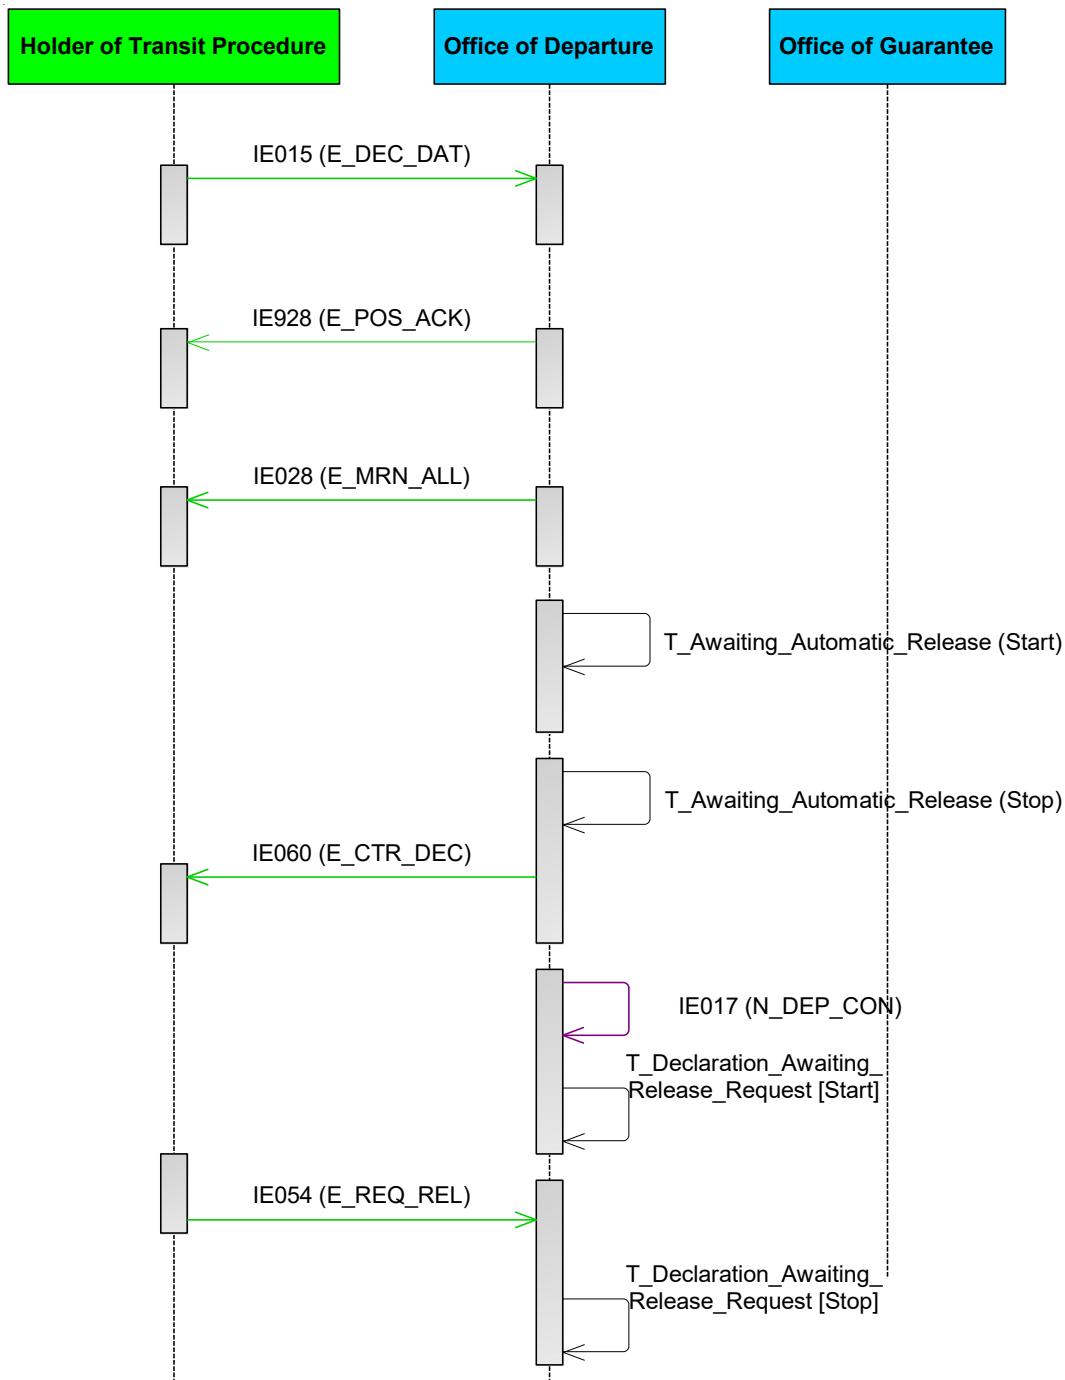 Holder of Transit Procedure
Office of Departure
Office of Guarantee
IE015 (E_DEC_DAT)
IE928 (E_POS_ACK)
IE028 (E_MRN_ALL)
T_Awaiting_Automatic_Release (Start)
T_Awaiting_Automatic_Release (Stop)
IE060 (E_CTR_DEC)
IE017 (N_DEP_CON)
T_Declaration_Awaiting_
Release_Request [Start]
IE054 (E_REQ_REL)
T_Declaration_Awaiting_
Release_Request [Stop]